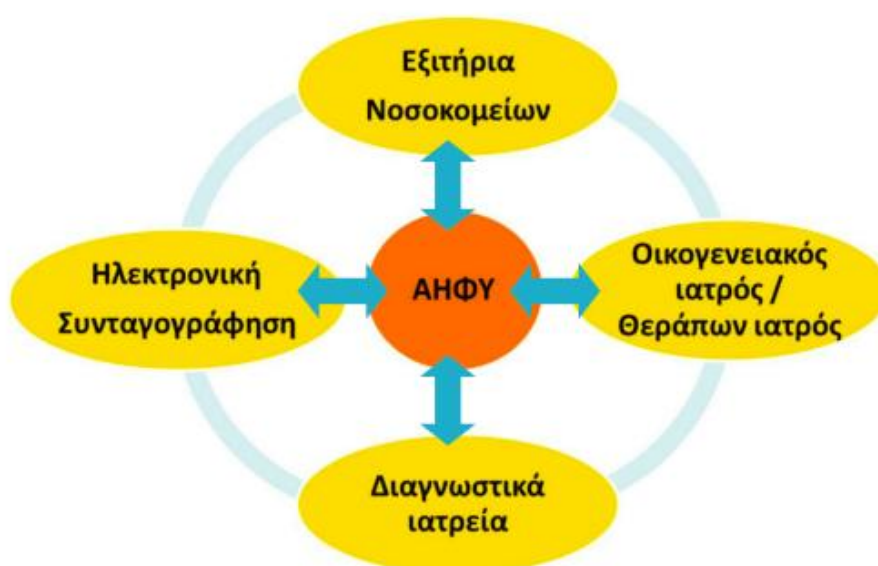 Εξιτήρια
Νοσοκομείων
Ηλεκτρονική
Συνταγογράφηση
ΑΗΦΥ
Οικογενειακός
ιατρός /
Θεράπων ιατρός
Διαγνωστικά
ιατρεία